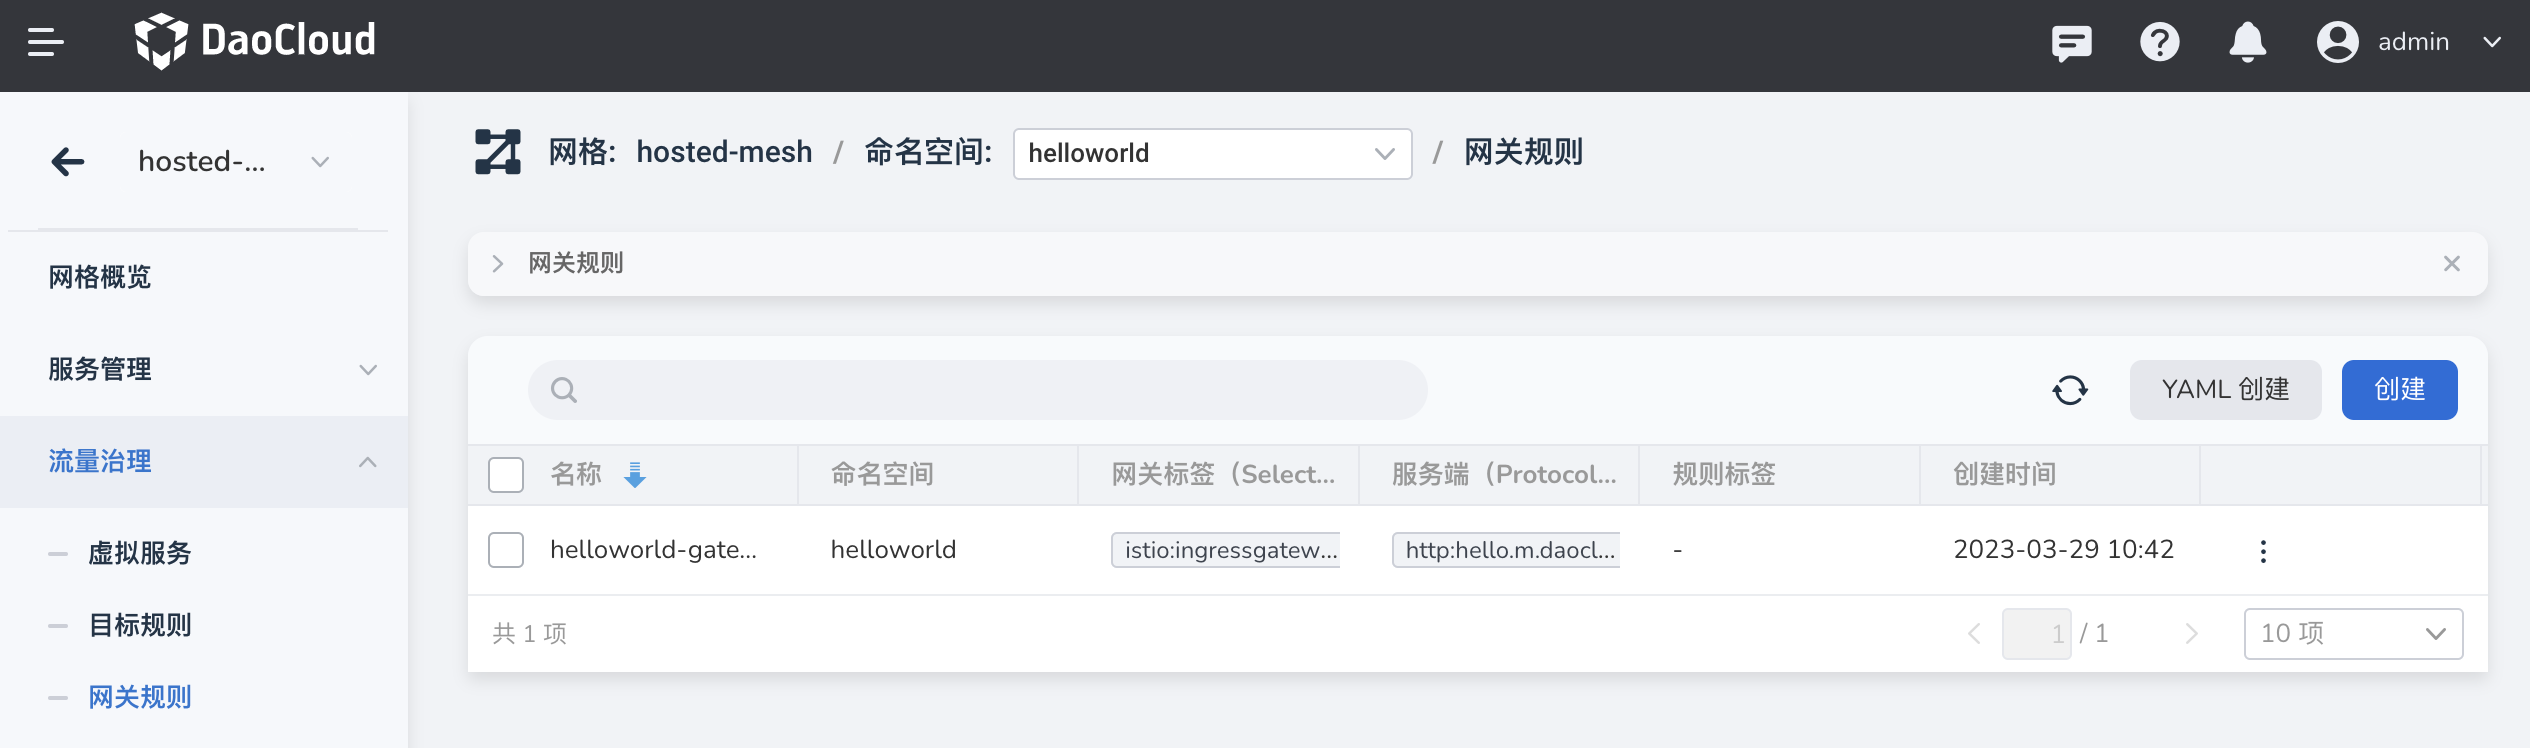 DaoCloud
admin
hosted-...
网格: hosted-mesh / 命名空间: helloworld / 网关规则
网关规则
网格概览
服务管理
流量治理
虚拟服务
目标规则
网关规则
YAML 创建
创建
名称
命名空间
网关标签（Select...
服务端（Protocol...
规则标签
创建时间
helloworld-gate...
helloworld
istio:ingressgatew...
http:hello.m.daocl...
-
2023-03-29 10:42
共 1 项
1 / 1
10 项